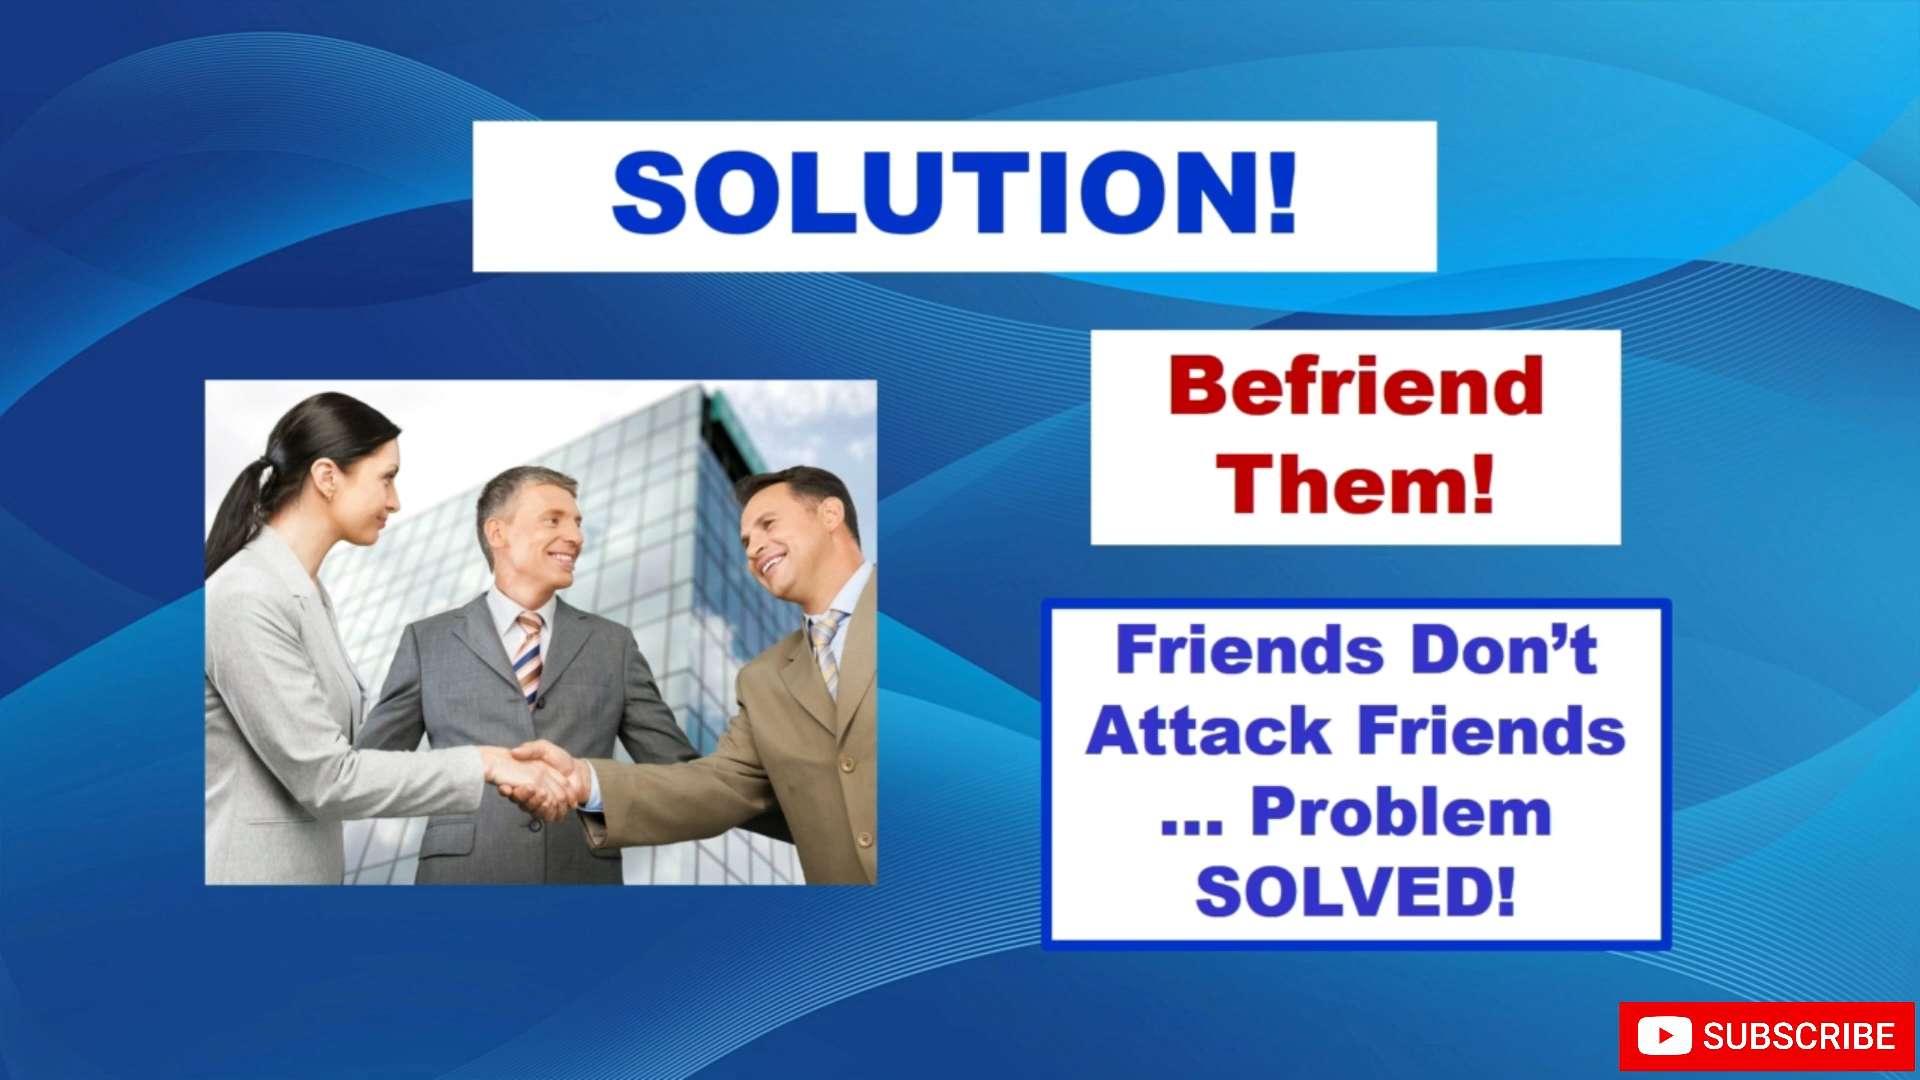 SOLUTION!
Befriend
Them!
Friends Don’t
Attack Friends
... Problem
SOLVED!
SUBSCRIBE